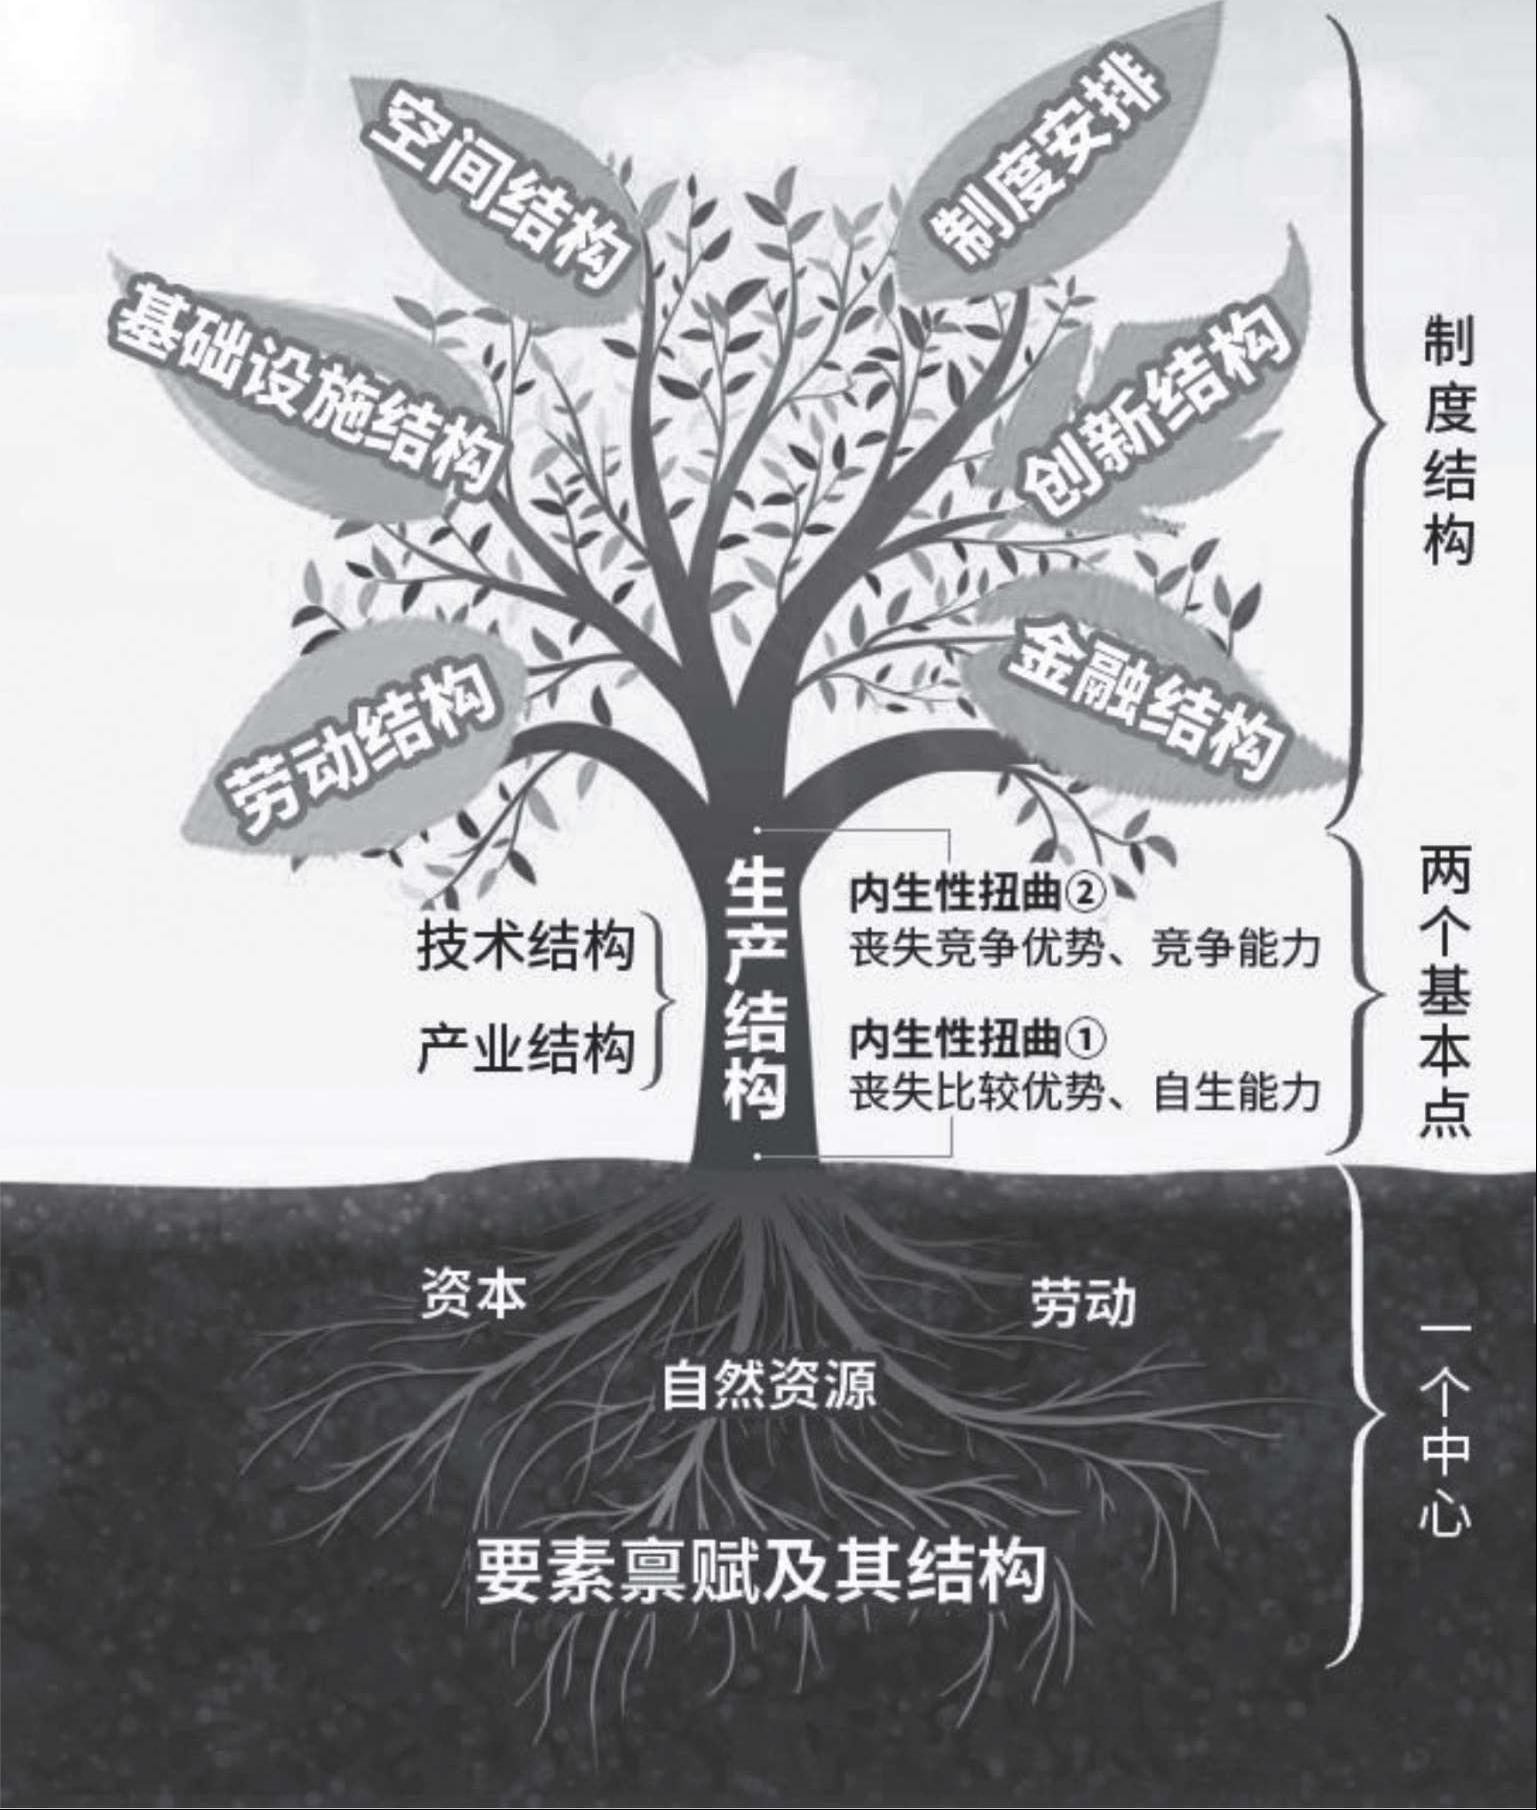 空间结构
制度安排
基础设施结构
创新结构
劳动结构
金融结构
制度结构
生产结构
技术结构
产业结构
内生性扭曲②
丧失竞争优势、竞争能力
内生性扭曲①
丧失比较优势、自生能力
两个基本点
资本
劳动
自然资源
要素禀赋及其结构
一个中心